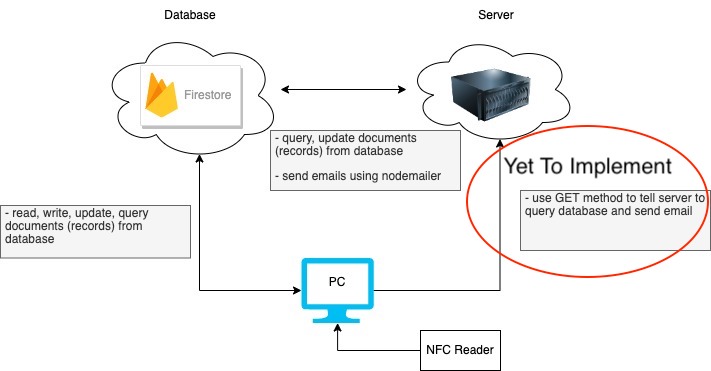 Database
Server
Firestore
- query, update documents
(records) from database
- send emails using nodemailer
Yet To Implement
- use GET method to tell server to
query database and send email
- read, write, update, query
documents (records) from
database
PC
NFC Reader